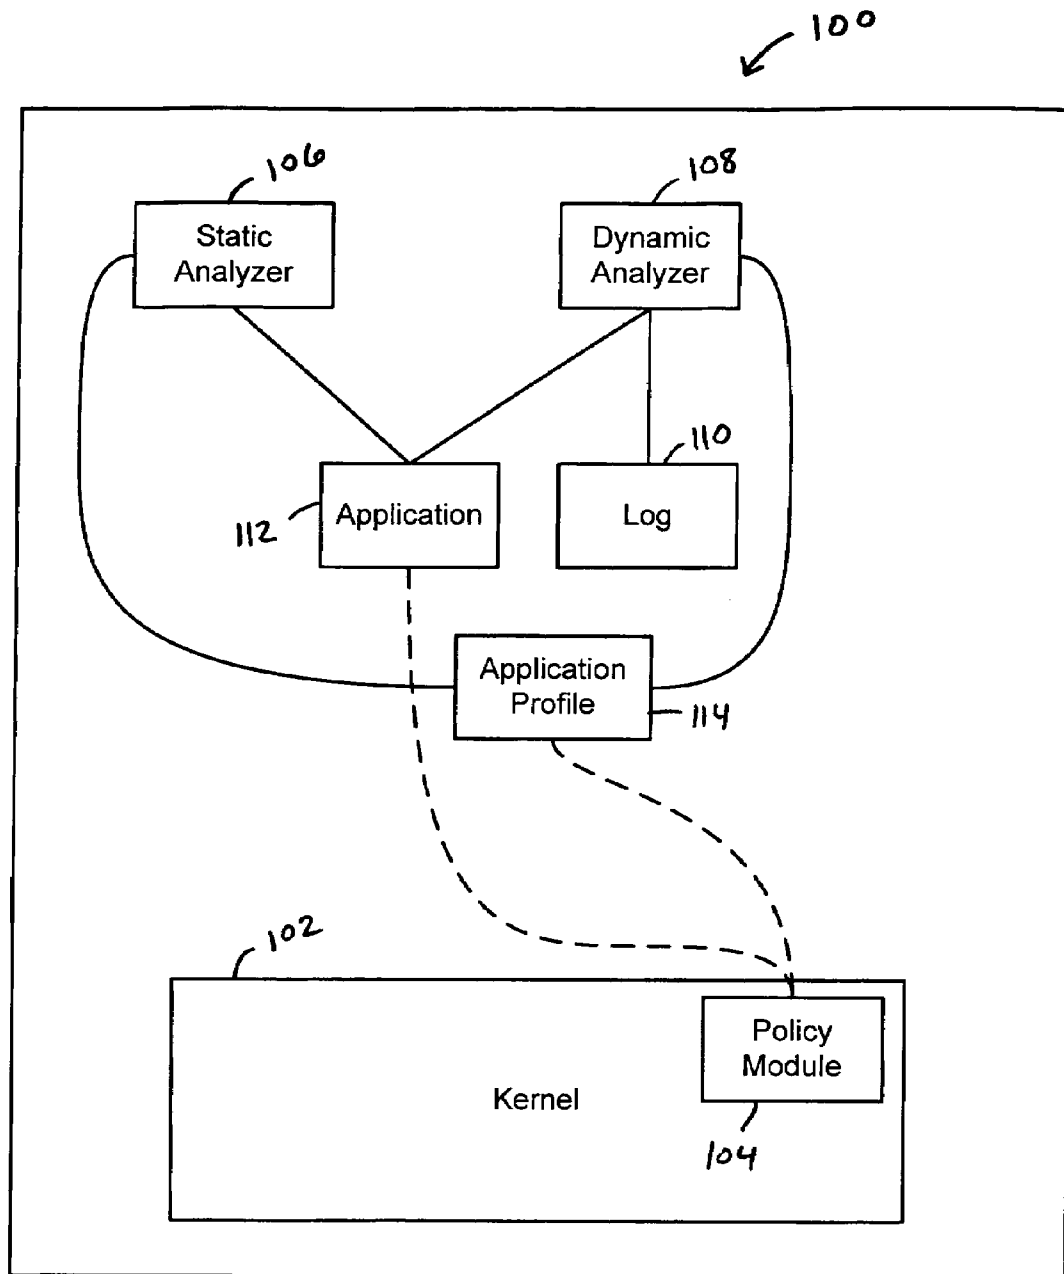 100
106
108
Static
Analyzer
Dynamic
Analyzer
110
112
Application
Log
Application
Profile
114
102
Policy
Module
Kernel
104